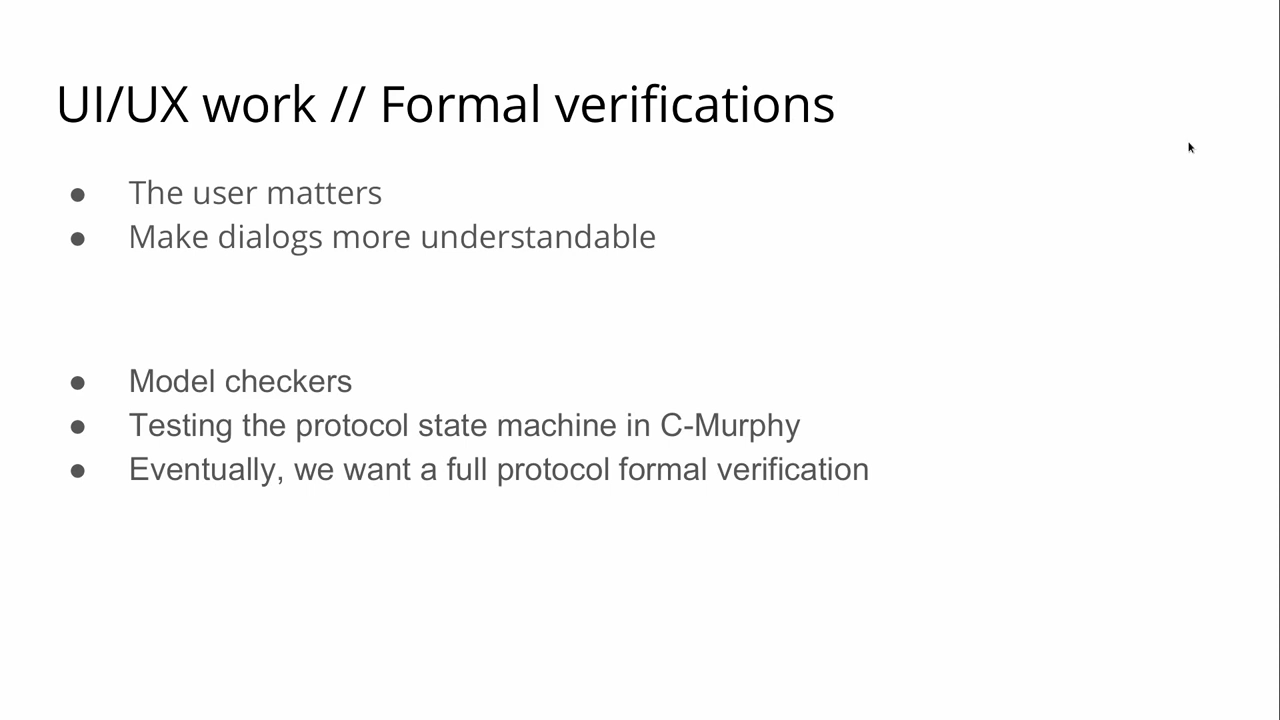 UI/UX work // Formal verifications
● The user matters
● Make dialogs more understandable
● Model checkers
● Testing the protocol state machine in C-Murphy
● Eventually, we want a full protocol formal verification